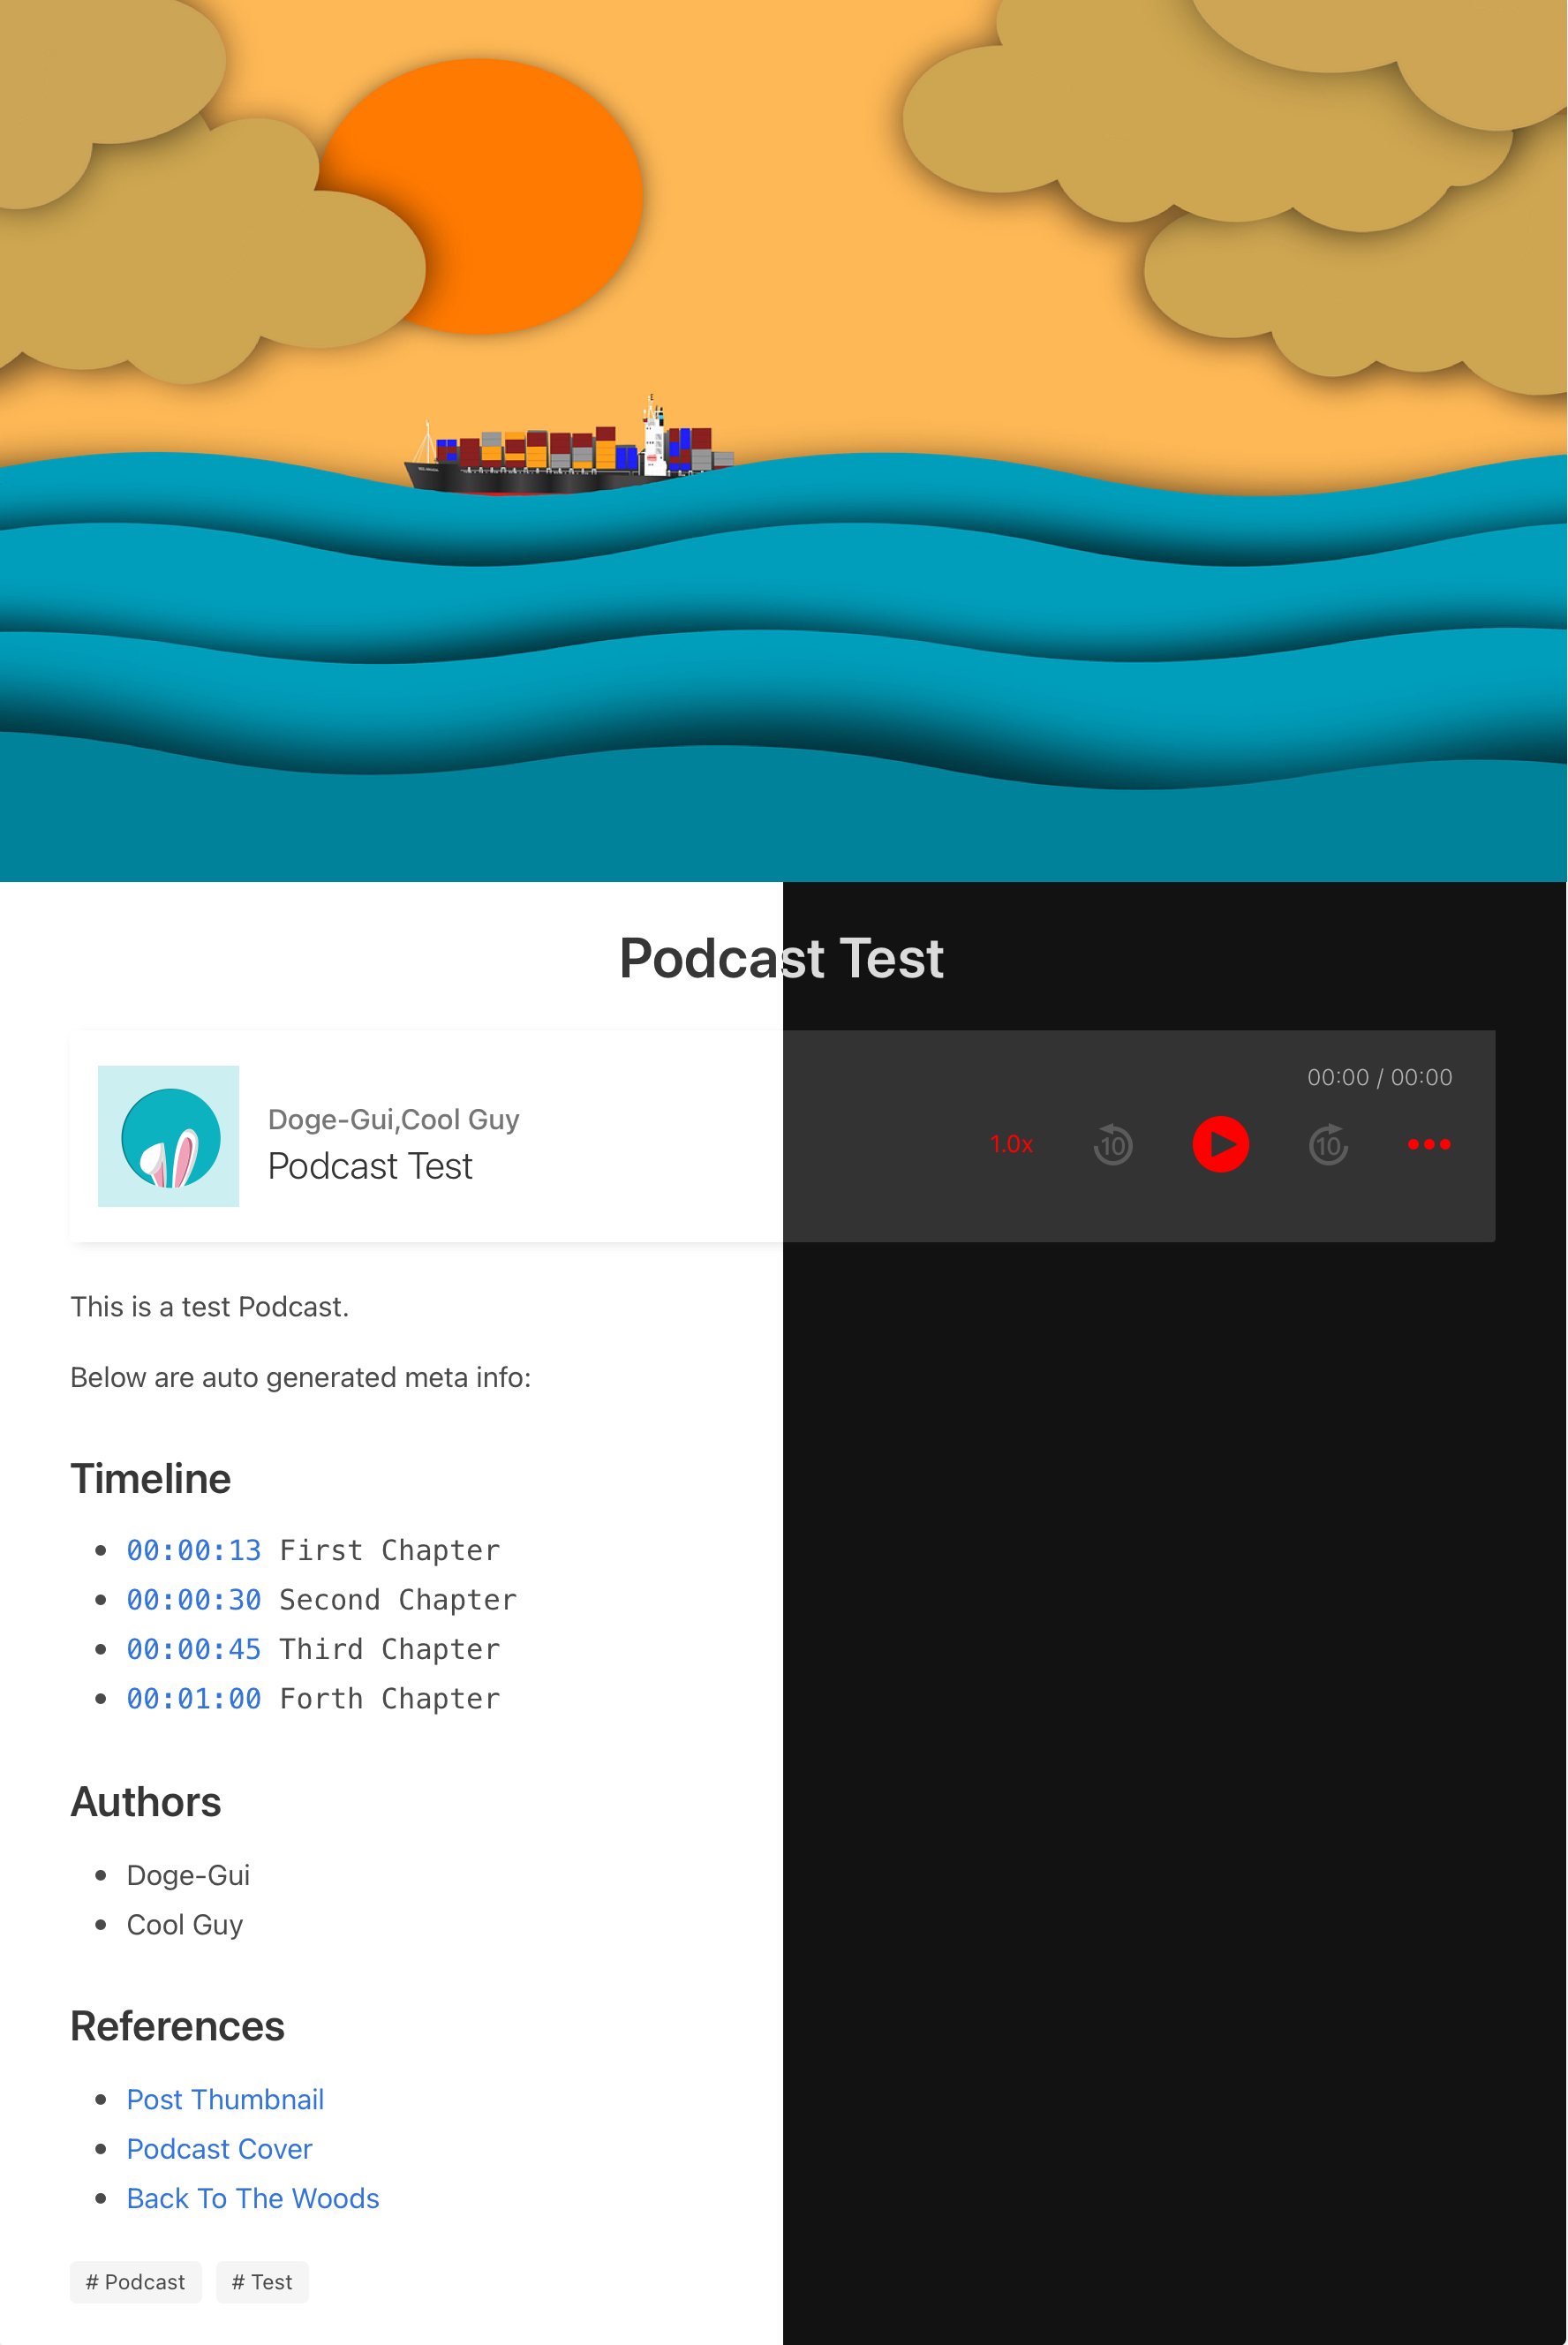 Podcast Test
00:00 / 00:00
Doge-Gui,Cool Guy
Podcast Test
1.0x
10
10
This is a test Podcast.
Below are auto generated meta info:
Timeline
00:00:13 First Chapter
00:00:30 Second Chapter
00:00:45 Third Chapter
00:01:00 Forth Chapter
Authors
Doge-Gui
Cool Guy
References
Post Thumbnail
Podcast Cover
Back To The Woods
# Podcast # Test